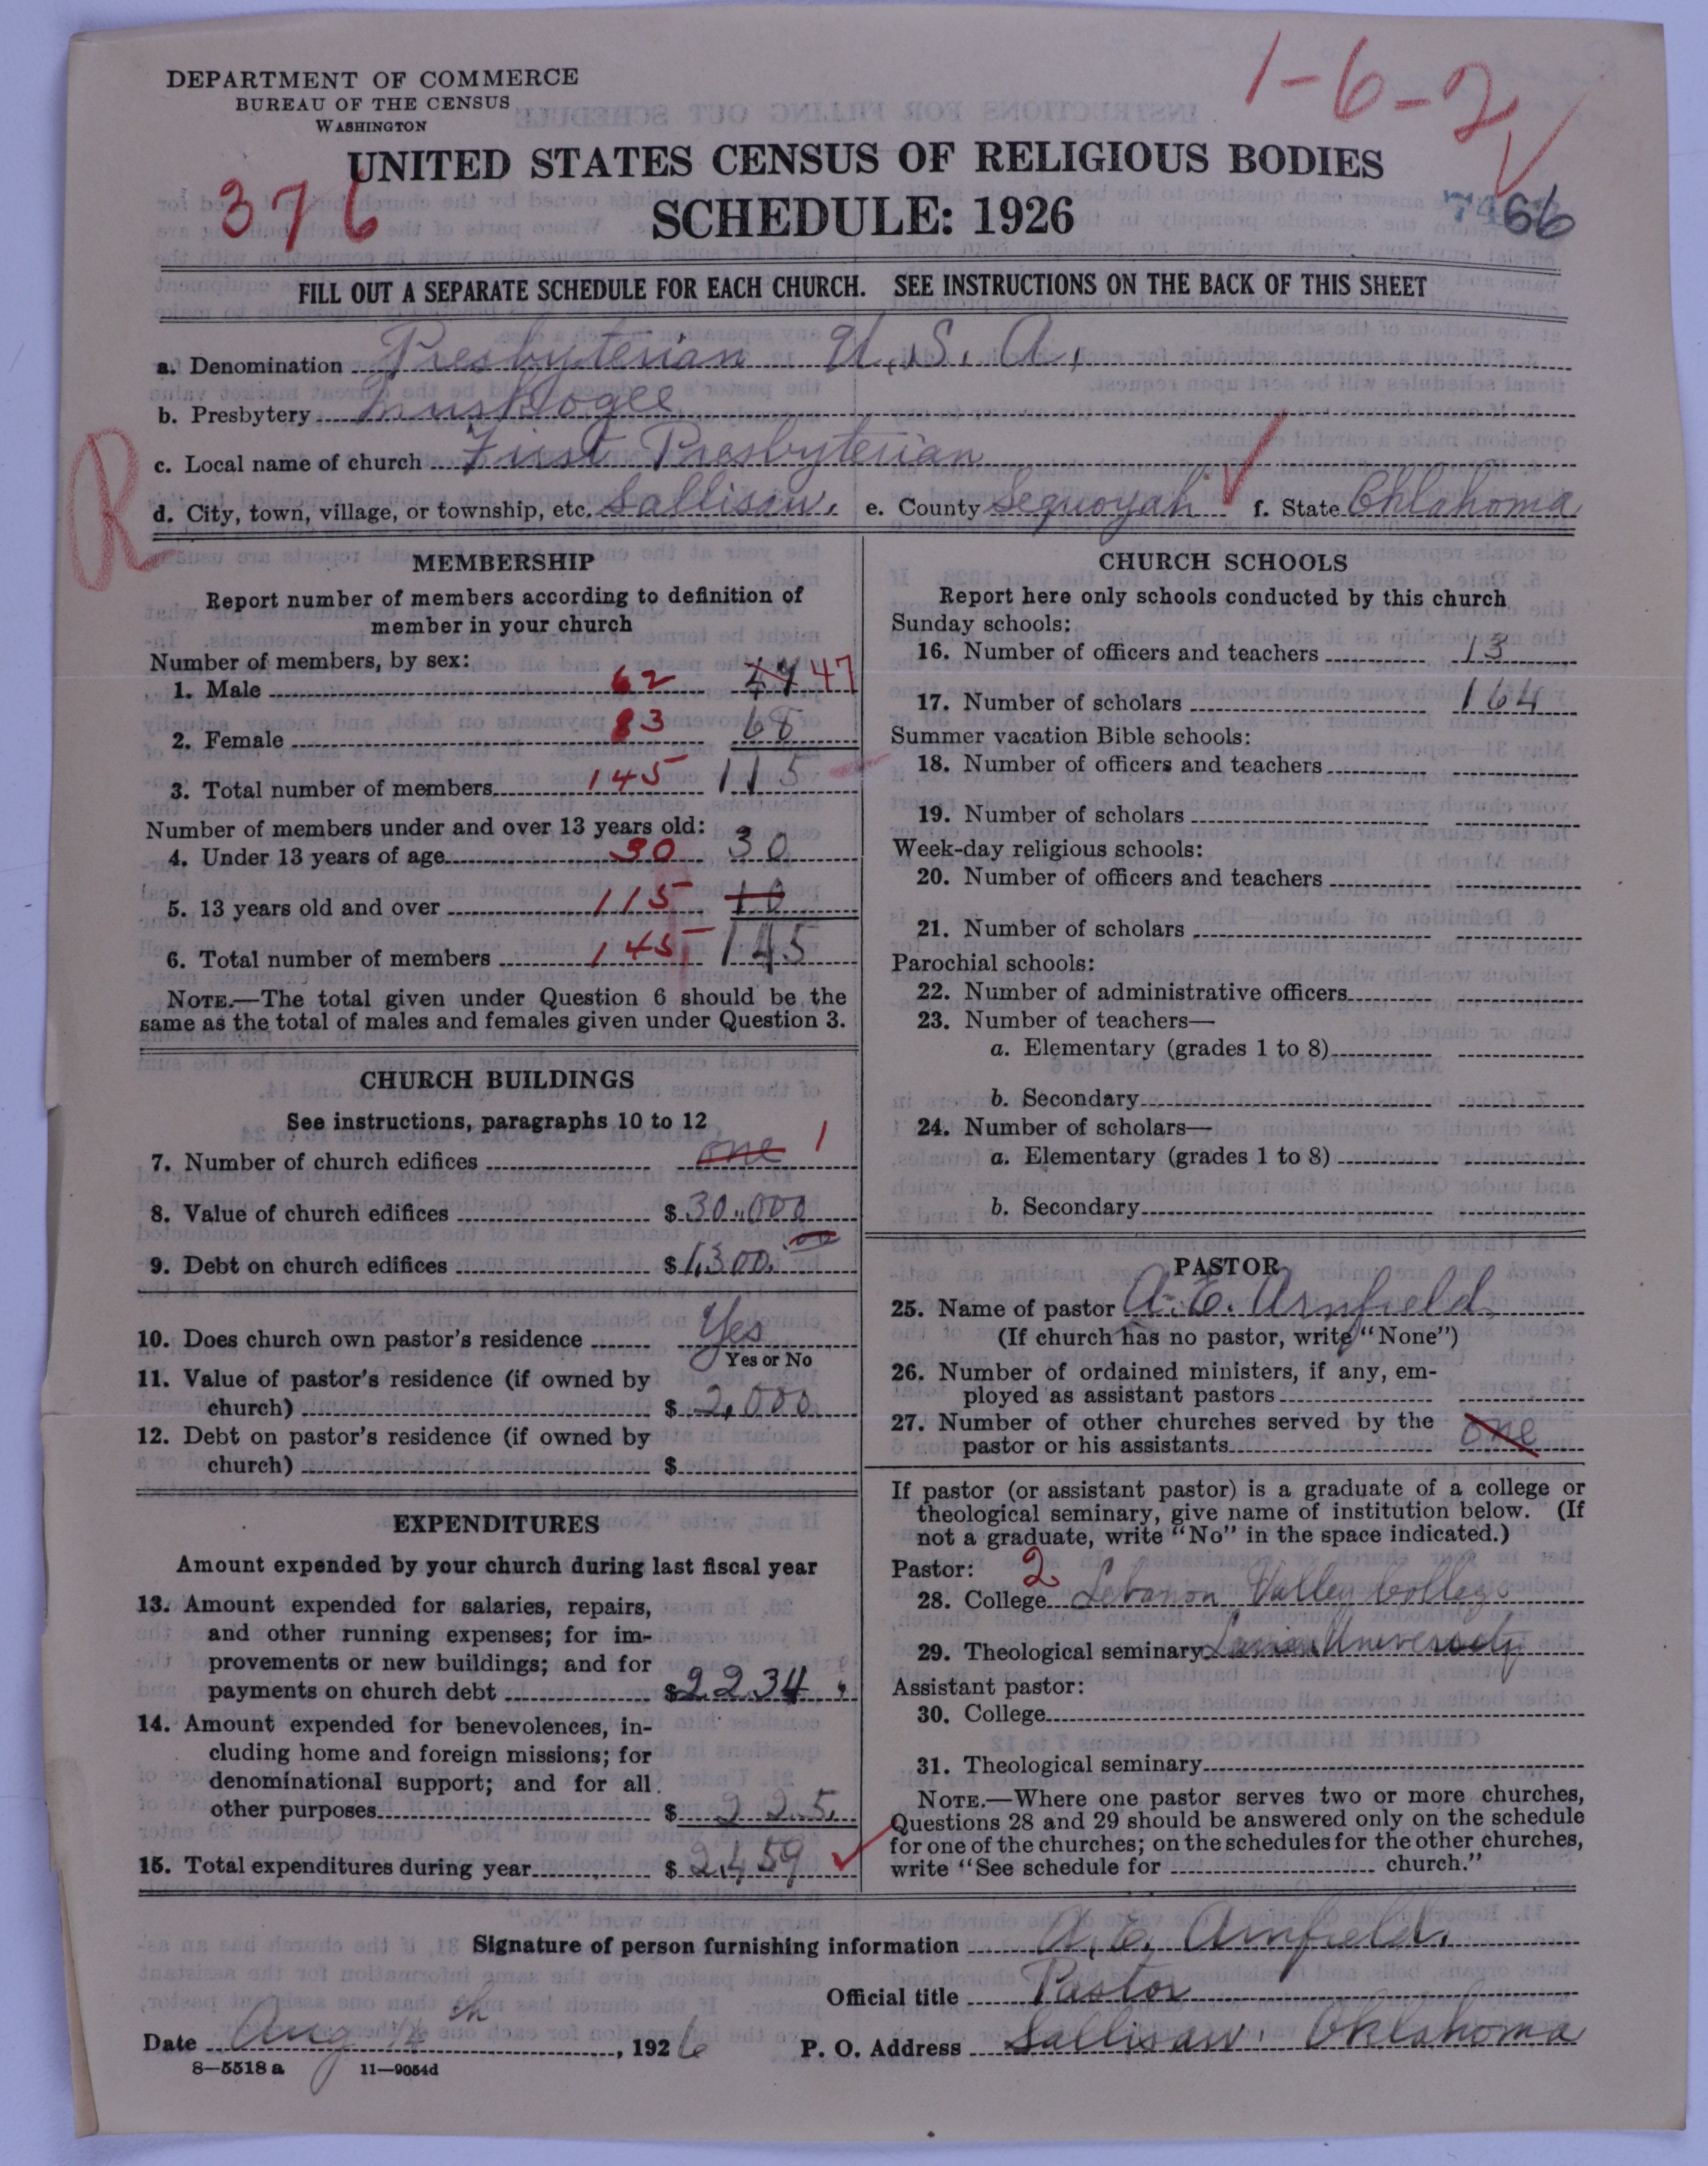 DEPARTMENT OF COMMERCE
BUREAU OF THE CENSUS
WASHINGTON
1-6-2
UNITED STATES CENSUS OF RELIGIOUS BODIES
376
SCHEDULE: 1926
66
FILL OUT A SEPARATE SCHEDULE FOR EACH CHURCH. SEE INSTRUCTIONS ON THE BACK OF THIS SHEET
a. Denomination Presbyterian U.S.A.
b. Presbytery Muskogee
c. Local name of church First Presbyterian
R
d. City, town, village, or township, etc. Sallisaw. e. County Sequoyah f. State Oklahoma
MEMBERSHIP
Report number of members according to definition of
member in your church
Number of members, by sex:
1. Male 62 47
2. Female 83 68
3. Total number of members 145 115
Number of members under and over 13 years old:
4. Under 13 years of age 30 30
5. 13 years old and over 115 10
6. Total number of members 145 145
NOTE.—The total given under Question 6 should be the
same as the total of males and females given under Question 3.
CHURCH BUILDINGS
See instructions, paragraphs 10 to 12
7. Number of church edifices one 1
8. Value of church edifices $30,000
9. Debt on church edifices $1,300.00
10. Does church own pastor's residence Yes
Yes or No
11. Value of pastor's residence (if owned by
church) $2,000
12. Debt on pastor's residence (if owned by
church) $
EXPENDITURES
Amount expended by your church during last fiscal year
13. Amount expended for salaries, repairs,
and other running expenses; for im-
provements or new buildings; and for
payments on church debt $2234
14. Amount expended for benevolences, in-
cluding home and foreign missions; for
denominational support; and for all
other purposes $225.
15. Total expenditures during year $2,459
CHURCH SCHOOLS
Report here only schools conducted by this church
Sunday schools:
16. Number of officers and teachers 13
17. Number of scholars 164
Summer vacation Bible schools:
18. Number of officers and teachers
19. Number of scholars
Week-day religious schools:
20. Number of officers and teachers
21. Number of scholars
Parochial schools:
22. Number of administrative officers
23. Number of teachers—
a. Elementary (grades 1 to 8)
b. Secondary
24. Number of scholars—
a. Elementary (grades 1 to 8)
b. Secondary
PASTOR
25. Name of pastor A. E. Arnfield
(If church has no pastor, write "None")
26. Number of ordained ministers, if any, em-
ployed as assistant pastors
27. Number of other churches served by the
pastor or his assistants one
If pastor (or assistant pastor) is a graduate of a college or
theological seminary, give name of institution below. (If
not a graduate, write "No" in the space indicated.)
Pastor: 2
28. College Lebanon Valley College
29. Theological seminary University
Assistant pastor:
30. College
31. Theological seminary
NOTE.—Where one pastor serves two or more churches,
Questions 28 and 29 should be answered only on the schedule
for one of the churches; on the schedules for the other churches,
write "See schedule for church."
Signature of person furnishing information A. E. Arnfield.
Official title Pastor
Date Aug th, 1926 P. O. Address Sallisaw. Oklahoma
8—5518 a 11—9054d